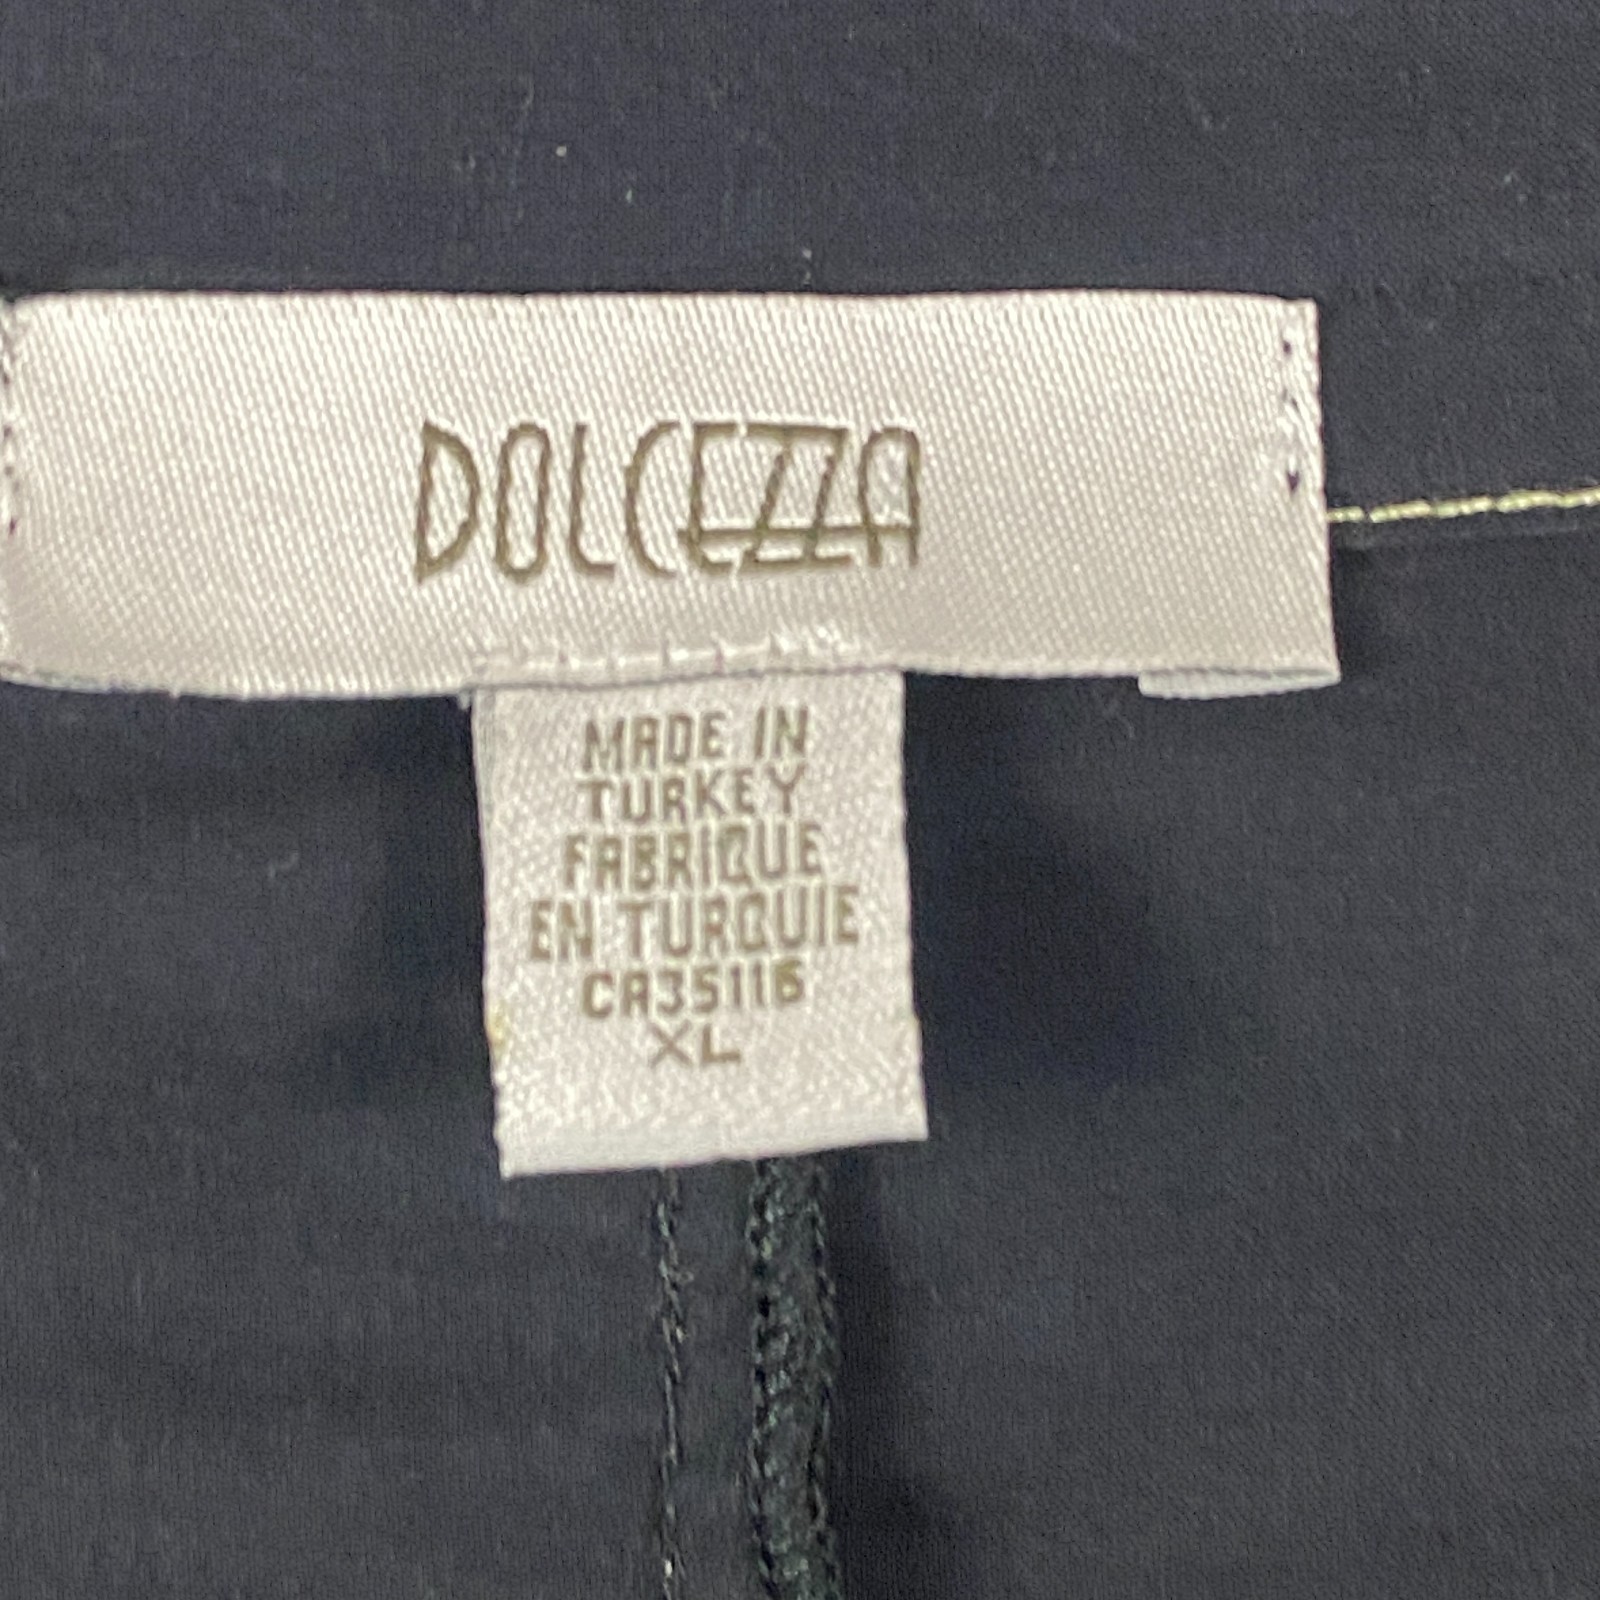 DOLCEZZA
MADE IN
TURKEY
FABRIQUE
EN TURQUIE
CA35116
XL